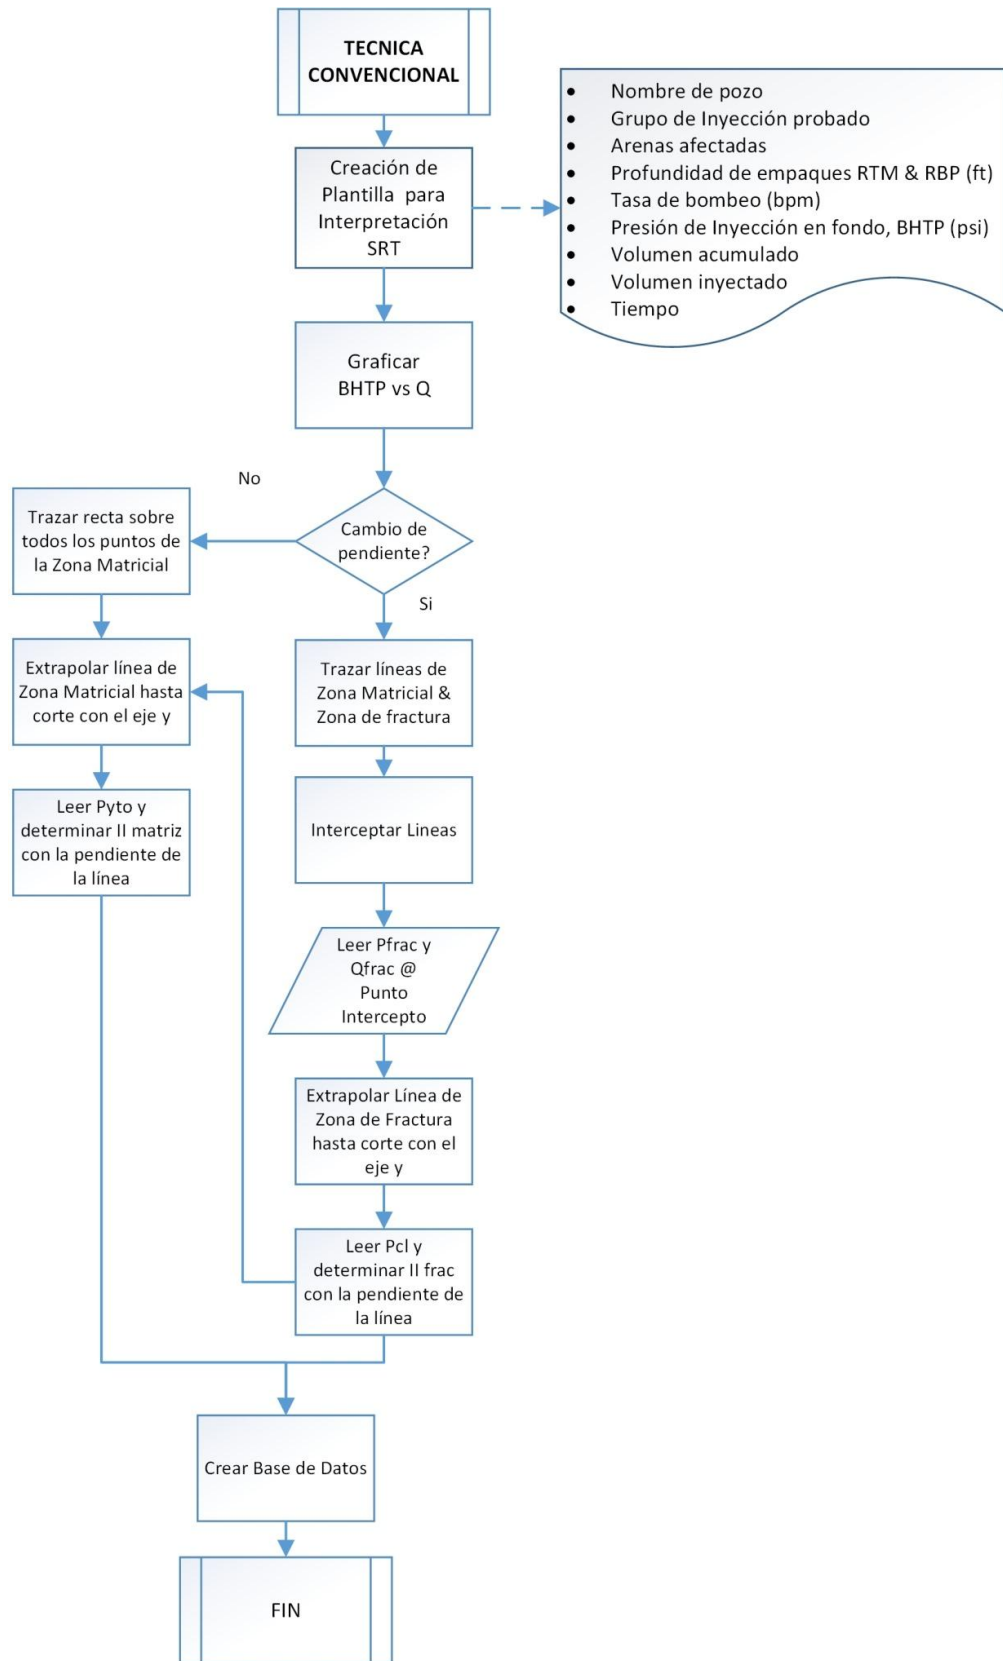 TECNICA
CONVENCIONAL
Creación de
Plantilla para
Interpretación
SRT
• Nombre de pozo
• Grupo de Inyección probado
• Arenas afectadas
• Profundidad de empaques RTM & RBP (ft)
• Tasa de bombeo (bpm)
• Presión de Inyección en fondo, BHTP (psi)
• Volumen acumulado
• Volumen inyectado
• Tiempo
Graficar
BHTP vs Q
Cambio de
pendiente?
No
Si
Trazar recta sobre
todos los puntos de
la Zona Matricial
Extrapolar línea de
Zona Matricial hasta
corte con el eje y
Leer Pyto y
determinar II matriz
con la pendiente de
la línea
Trazar líneas de
Zona Matricial &
Zona de fractura
Interceptar Lineas
Leer Pfrac y
Qfrac @
Punto
Intercepto
Extrapolar Línea de
Zona de Fractura
hasta corte con el
eje y
Leer Pcl y
determinar II frac
con la pendiente de
la línea
Crear Base de Datos
FIN